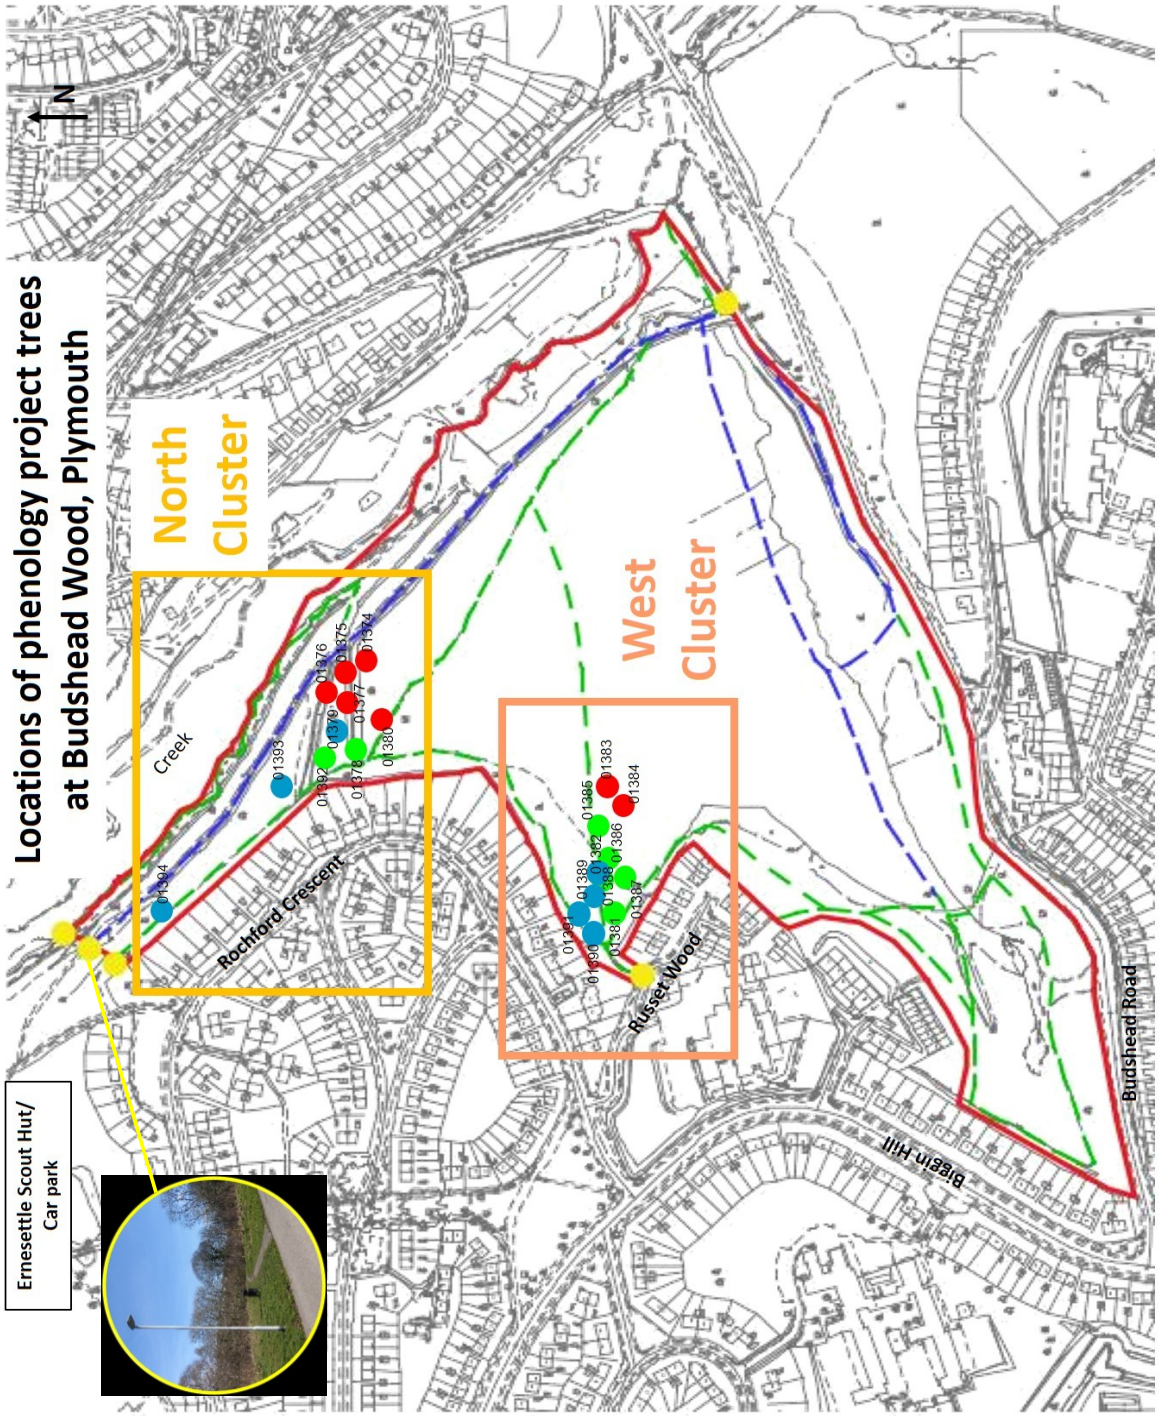 Locations of phenology project trees
at Budshead Wood, Plymouth
N
Ernesettle Scout Hut/
Car park
North
Cluster
Creek
01394
01393
01376
01375
01374
01379
01377
01392
01378
01380
Rochford Crescent
West
Cluster
01383
01384
01385
01386
01382
01389
01388
01387
01391
01381
01390
Russet Wood
Biggin Hill
Budshead Road